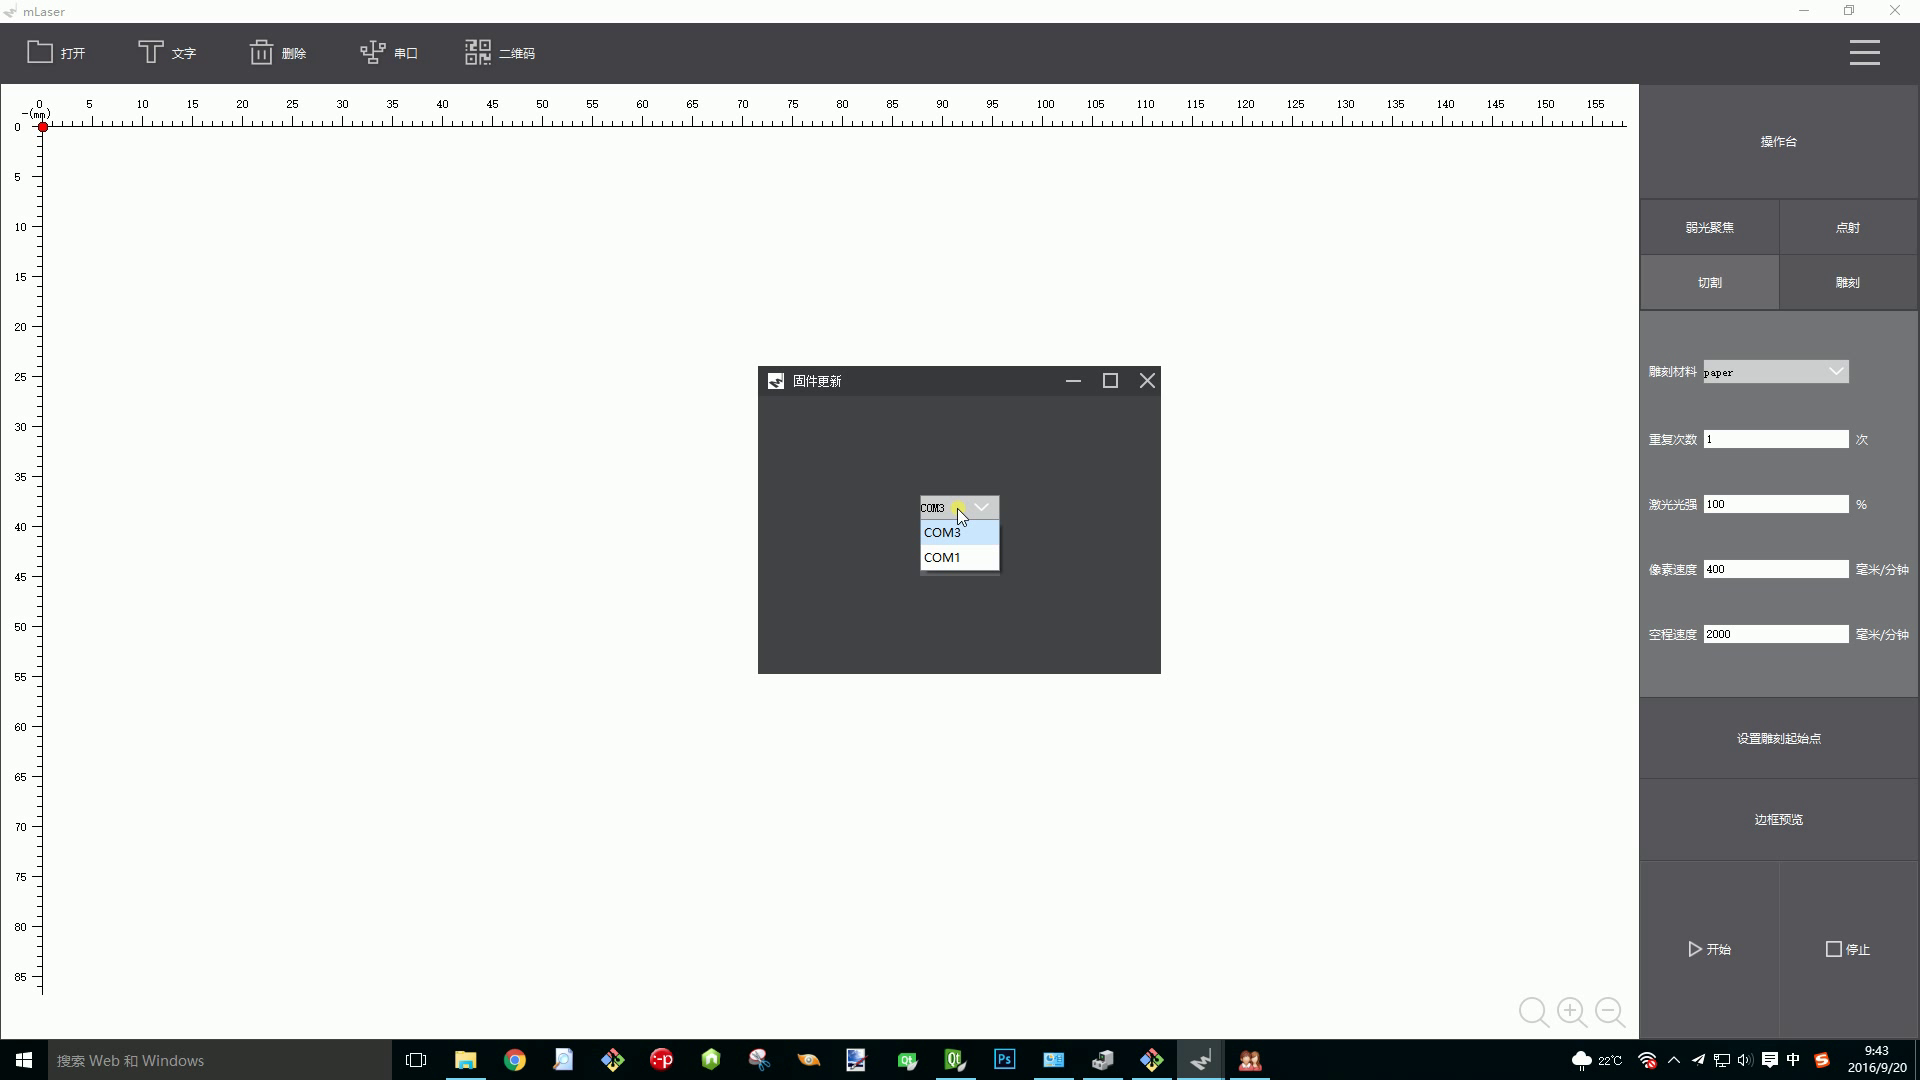 mLaser
打开 文字 删除 串口 二维码
0 5 10 15 20 25 30 35 40 45 50 55 60 65 70 75 80 85 90 95 100 105 110 115 120 125 130 135 140 145 150 155
(mm)
0
5
10
15
20
25
30
35
40
45
50
55
60
65
70
75
80
85
固件更新
COM3
COM3
COM1
操作台
弱光聚焦 点射
切割 雕刻
雕刻材料 paper
重复次数 1 次
激光光强 100 %
像素速度 400 毫米/分钟
空程速度 2000 毫米/分钟
设置雕刻起始点
边框预览
开始 停止
搜索 Web 和 Windows
Qt
Ps
22℃
中
S
9:43
2016/9/20